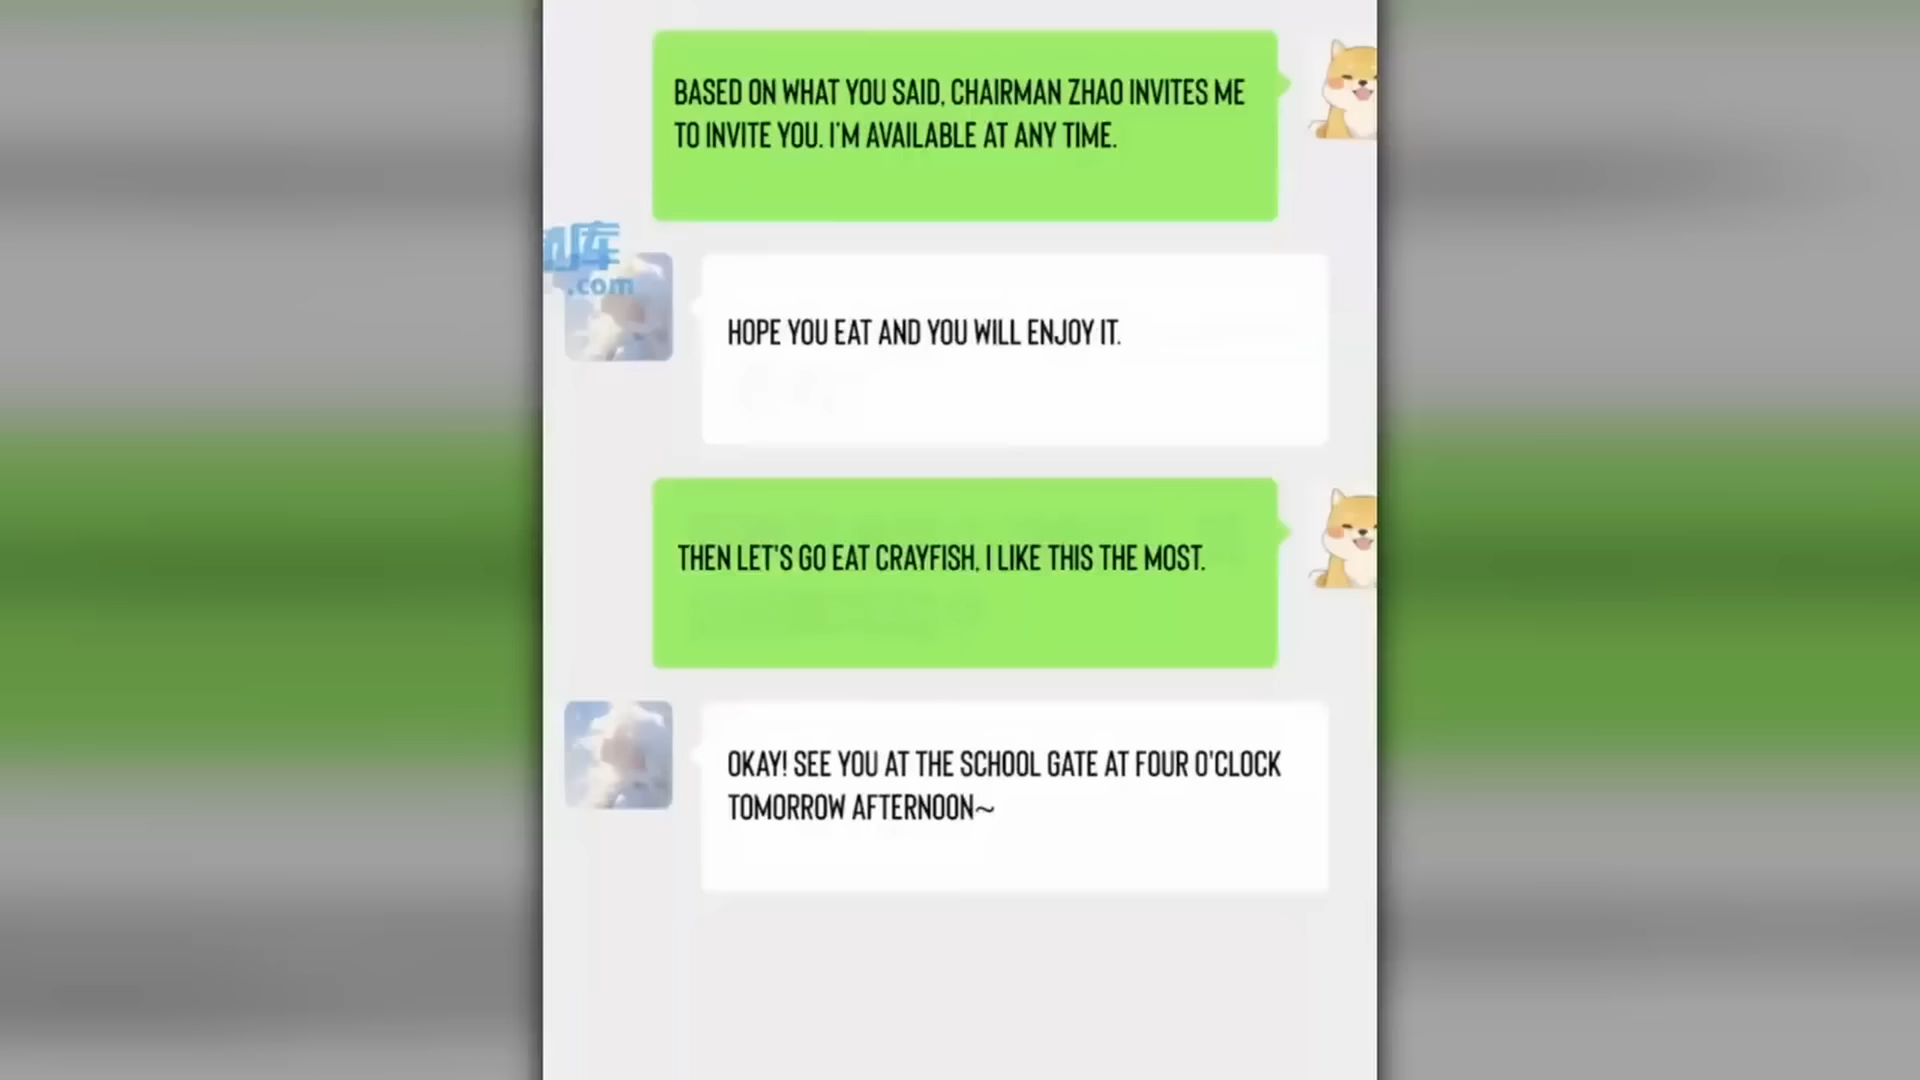 BASED ON WHAT YOU SAID, CHAIRMAN ZHAO INVITES ME
TO INVITE YOU. I'M AVAILABLE AT ANY TIME.
库
.com
HOPE YOU EAT AND YOU WILL ENJOY IT.
THEN LET'S GO EAT CRAYFISH, I LIKE THIS THE MOST.
OKAY! SEE YOU AT THE SCHOOL GATE AT FOUR O'CLOCK
TOMORROW AFTERNOON~